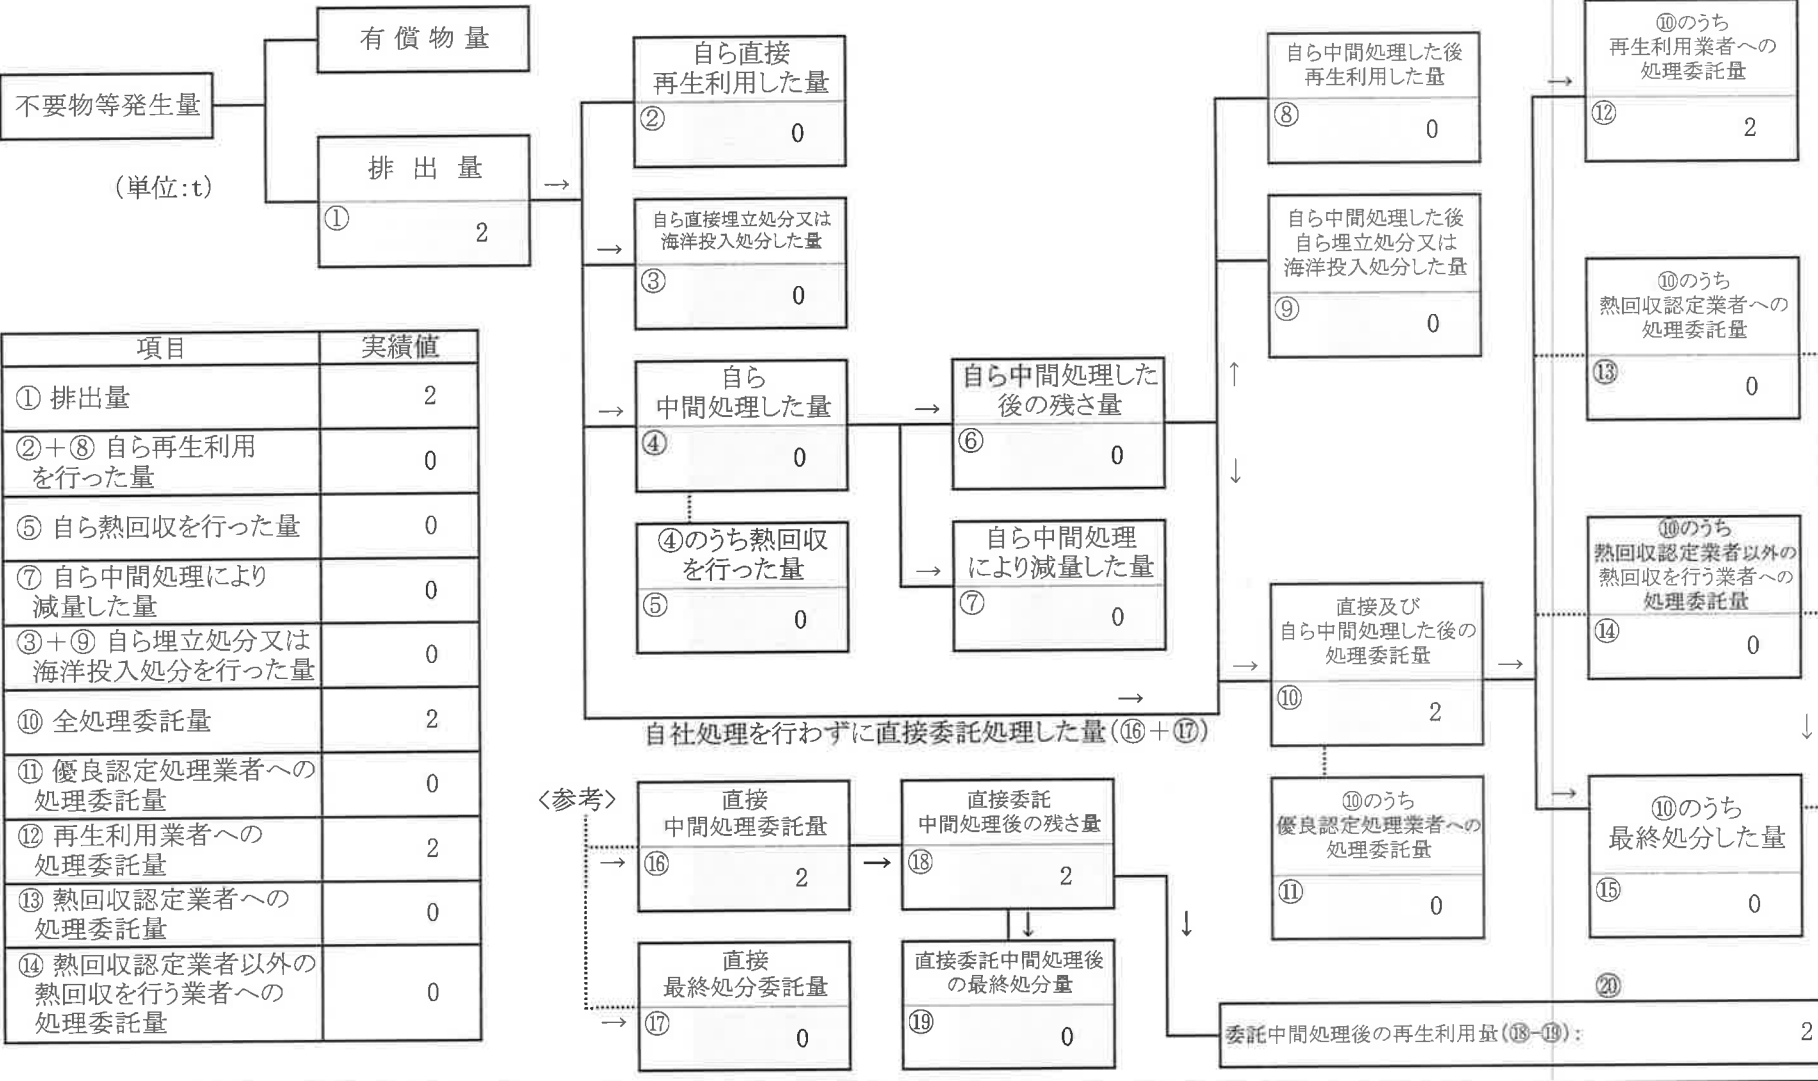 有償物量
不要物等発生量
(単位:t)
排出量
→
①
2
自ら直接
再生利用した量
②
0
→
自ら直接埋立処分又は
海洋投入処分した量
③
0
→
自ら
中間処理した量
④
0
④のうち熱回収
を行った量
⑤
0
→
自ら中間処理した
後の残さ量
⑥
0
→
自ら中間処理
により減量した量
⑦
0
自ら中間処理した後
再生利用した量
⑧
0
自ら中間処理した後
自ら埋立処分又は
海洋投入処分した量
⑨
0
↑
↓
→
自社処理を行わずに直接委託処理した量(⑯+⑰)
→
直接及び
自ら中間処理した後の
処理委託量
⑩
2
→
⑩のうち
優良認定処理業者への
処理委託量
⑪
0
→
⑩のうち
再生利用業者への
処理委託量
⑫
2
⑩のうち
熱回収認定業者への
処理委託量
⑬
0
⑩のうち
熱回収認定業者以外の
熱回収を行う業者への
処理委託量
⑭
0
↓
→
⑩のうち
最終処分した量
⑮
0
項目 実績値
① 排出量 2
②+⑧ 自ら再生利用
を行った量 0
⑤ 自ら熱回収を行った量 0
⑦ 自ら中間処理により
減量した量 0
③+⑨ 自ら埋立処分又は
海洋投入処分を行った量 0
⑩ 全処理委託量 2
⑪ 優良認定処理業者への
処理委託量 0
⑫ 再生利用業者への
処理委託量 2
⑬ 熱回収認定業者への
処理委託量 0
⑭ 熱回収認定業者以外の
熱回収を行う業者への
処理委託量 0
〈参考〉
→
直接
中間処理委託量
⑯
2
→
直接委託
中間処理後の残さ量
⑱
2
↓
↓
→
直接
最終処分委託量
⑰
0
直接委託中間処理後
の最終処分量
⑲
0
⑳
委託中間処理後の再生利用量(⑱-⑲): 2